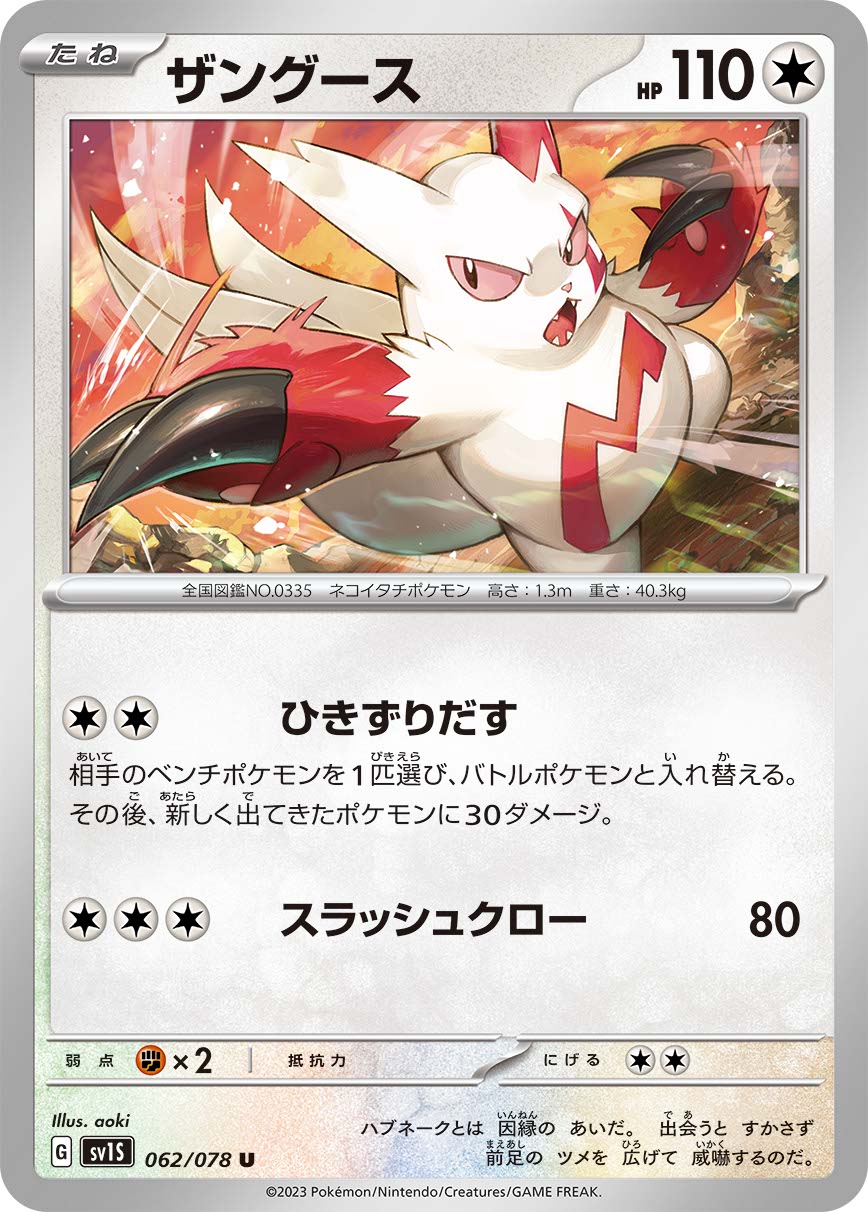 たね ザングース HP 110
全国図鑑NO.0335 ネコイタチポケモン 高さ:1.3m 重さ:40.3kg
ひきずりだす
相手のベンチポケモンを1匹選び、バトルポケモンと入れ替える。
その後、新しく出てきたポケモンに30ダメージ。
スラッシュクロー 80
弱点 ×2 抵抗力 にげる
Illus. aoki
ハブネークとは 因縁の あいだ。 出会うと すかさず
前足の ツメを 広げて 威嚇するのだ。
G SV1S 062/078 U
©2023 Pokémon/Nintendo/Creatures/GAME FREAK.